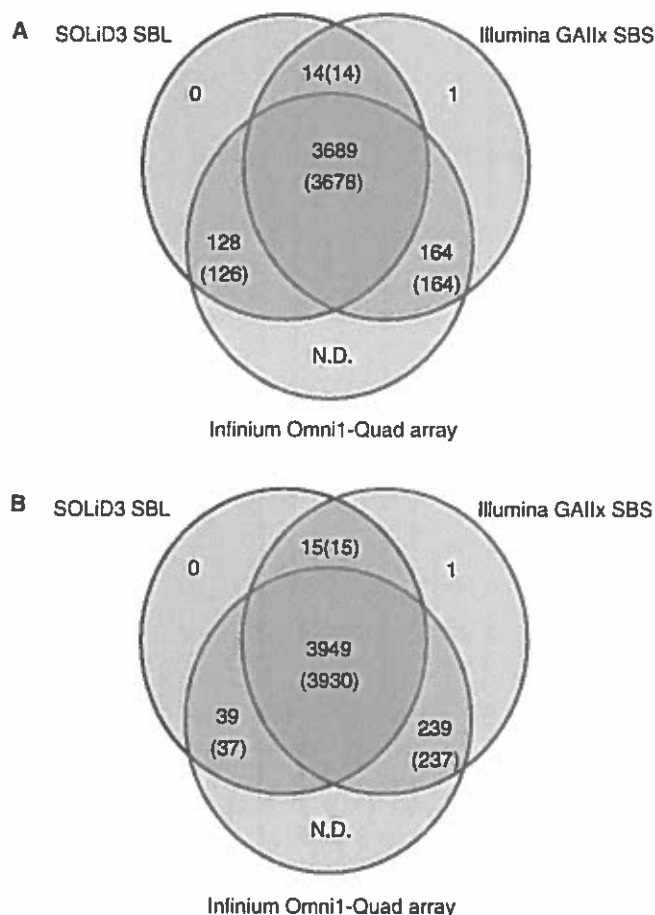 A
SOLiD3 SBL
Illumina GAIIx SBS
14(14)
0
1
3689
(3678)
128
(126)
164
(164)
N.D.
Infinium Omni1-Quad array
B
SOLiD3 SBL
Illumina GAIIx SBS
15(15)
0
1
3949
(3930)
39
(37)
239
(237)
N.D.
Infinium Omni1-Quad array